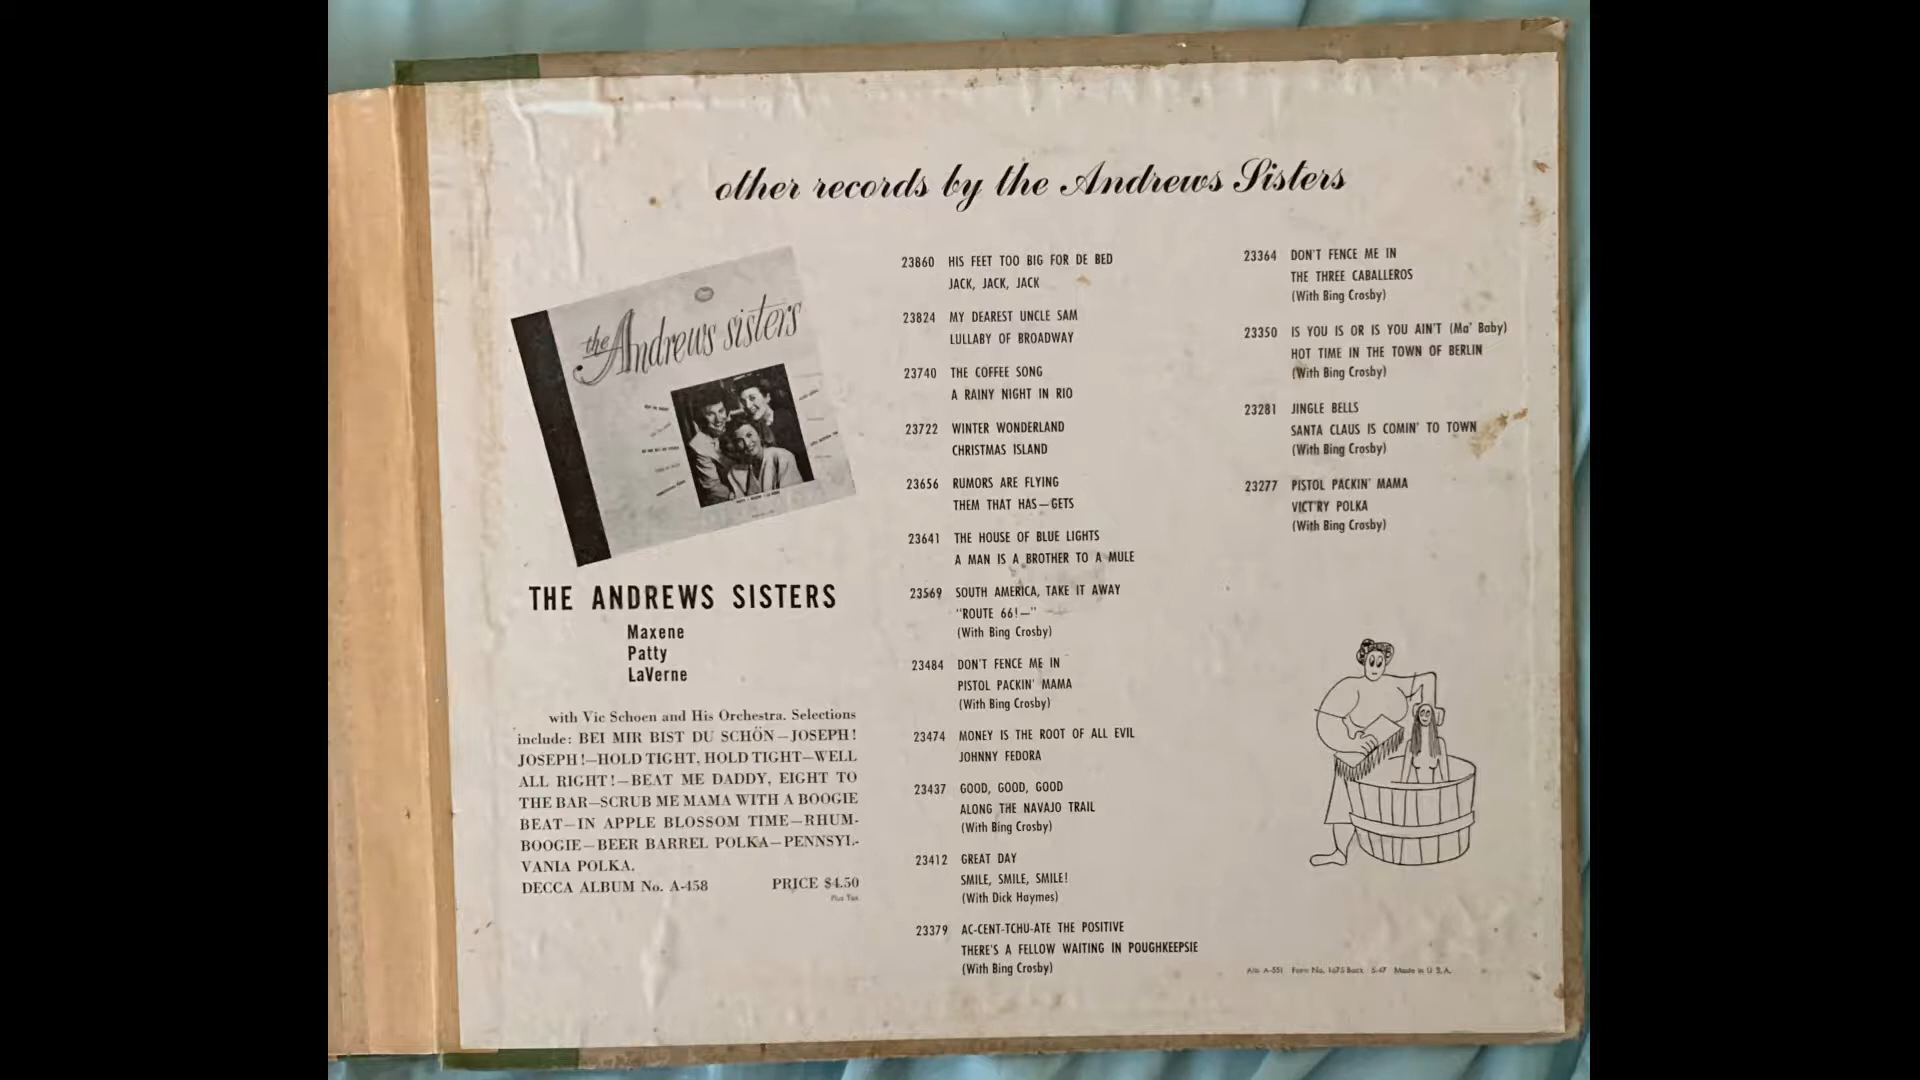 other records by the Andrews Sisters
the Andrews sisters
THE ANDREWS SISTERS
Maxene
Patty
LaVerne
with Vic Schoen and His Orchestra. Selections
include: BEI MIR BIST DU SCHÖN—JOSEPH!
JOSEPH!—HOLD TIGHT, HOLD TIGHT—WELL
ALL RIGHT!—BEAT ME DADDY, EIGHT TO
THE BAR—SCRUB ME MAMA WITH A BOOGIE
BEAT—IN APPLE BLOSSOM TIME—RHUM-
BOOGIE—BEER BARREL POLKA—PENNSYL-
VANIA POLKA.
DECCA ALBUM No. A-458 PRICE $4.50
Plus Tax
23860 HIS FEET TOO BIG FOR DE BED
JACK, JACK, JACK
23824 MY DEAREST UNCLE SAM
LULLABY OF BROADWAY
23740 THE COFFEE SONG
A RAINY NIGHT IN RIO
23722 WINTER WONDERLAND
CHRISTMAS ISLAND
23656 RUMORS ARE FLYING
THEM THAT HAS—GETS
23641 THE HOUSE OF BLUE LIGHTS
A MAN IS A BROTHER TO A MULE
23569 SOUTH AMERICA, TAKE IT AWAY
"ROUTE 66!—"
(With Bing Crosby)
23484 DON'T FENCE ME IN
PISTOL PACKIN' MAMA
(With Bing Crosby)
23474 MONEY IS THE ROOT OF ALL EVIL
JOHNNY FEDORA
23437 GOOD, GOOD, GOOD
ALONG THE NAVAJO TRAIL
(With Bing Crosby)
23412 GREAT DAY
SMILE, SMILE, SMILE!
(With Dick Haymes)
23379 AC-CENT-TCHU-ATE THE POSITIVE
THERE'S A FELLOW WAITING IN POUGHKEEPSIE
(With Bing Crosby)
23364 DON'T FENCE ME IN
THE THREE CABALLEROS
(With Bing Crosby)
23350 IS YOU IS OR IS YOU AIN'T (Ma' Baby)
HOT TIME IN THE TOWN OF BERLIN
(With Bing Crosby)
23281 JINGLE BELLS
SANTA CLAUS IS COMIN' TO TOWN
(With Bing Crosby)
23277 PISTOL PACKIN' MAMA
VICT'RY POLKA
(With Bing Crosby)
Alb A-551 Form No. 1675 Back 5-47 Made in U.S.A.